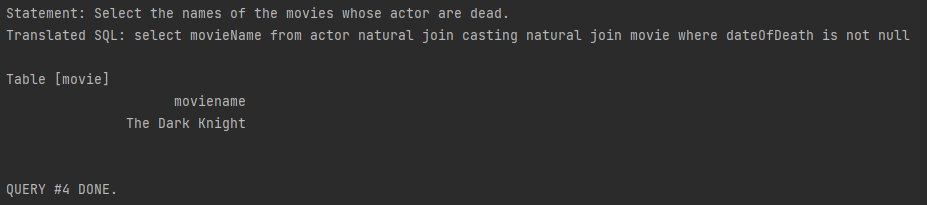 Statement: Select the names of the movies whose actor are dead.
Translated SQL: select movieName from actor natural join casting natural join movie where dateOfDeath is not null
Table [movie]
moviename
The Dark Knight
QUERY #4 DONE.